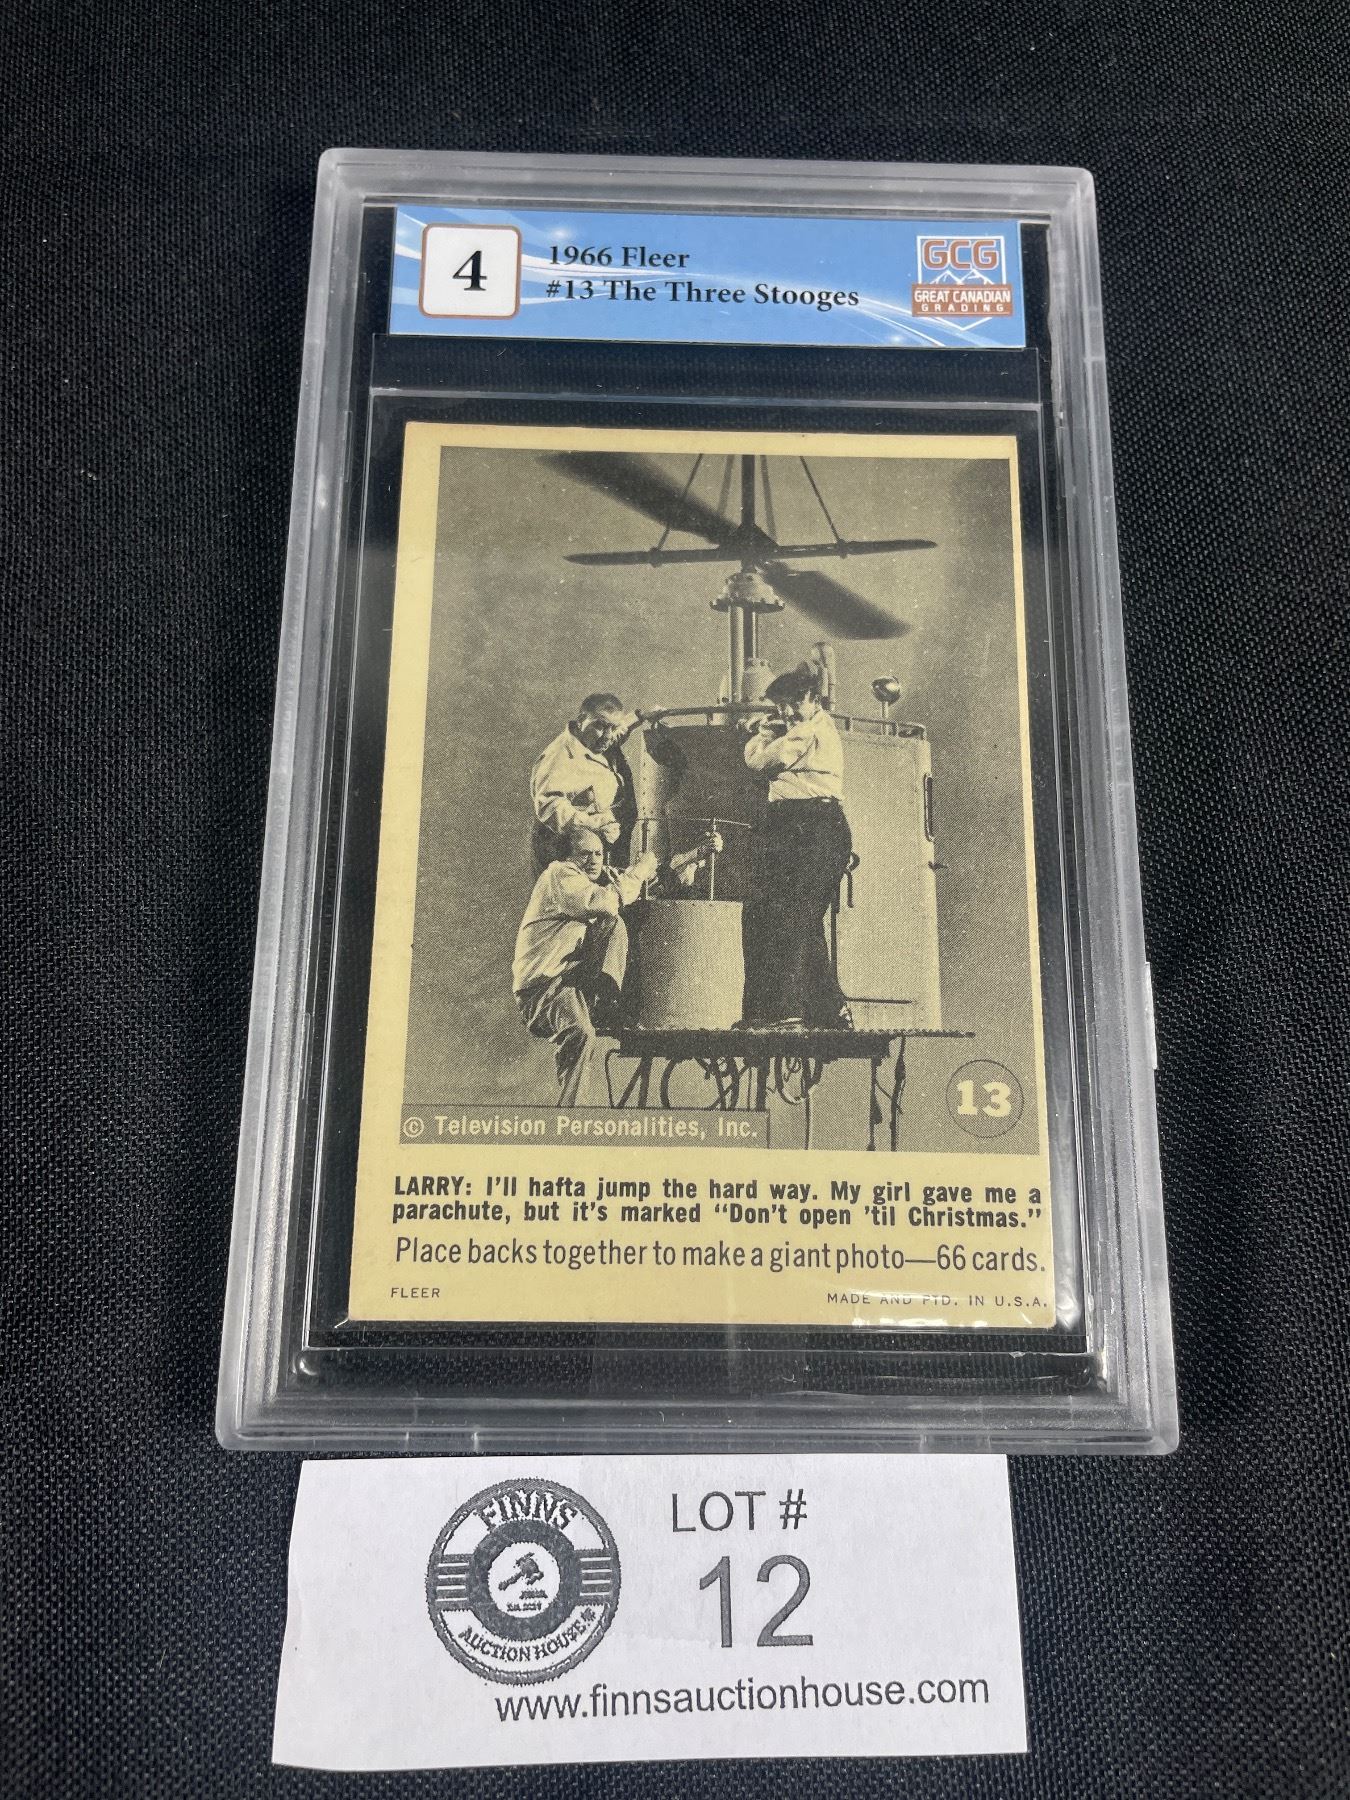 4
1966 Fleer
#13 The Three Stooges
GCG
GREAT CANADIAN
GRADING
13
© Television Personalities, Inc.
LARRY: I'll hafta jump the hard way. My girl gave me a
parachute, but it's marked "Don't open 'til Christmas."
Place backs together to make a giant photo—66 cards.
FLEER
MADE AND PTD. IN U.S.A.
FINNS
AUCTION HOUSE
LOT #
12
www.finnsauctionhouse.com